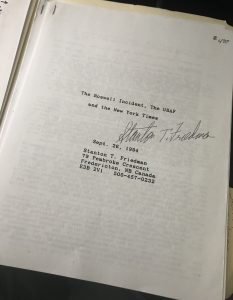 The Roswell Incident, The USAF
and the New York Times
Stanton T. Friedman
Sept. 26, 1994
Stanton T. Friedman
79 Pembroke Crescent
Fredericton, NB Canada
E3B 2V1 506-457-0232